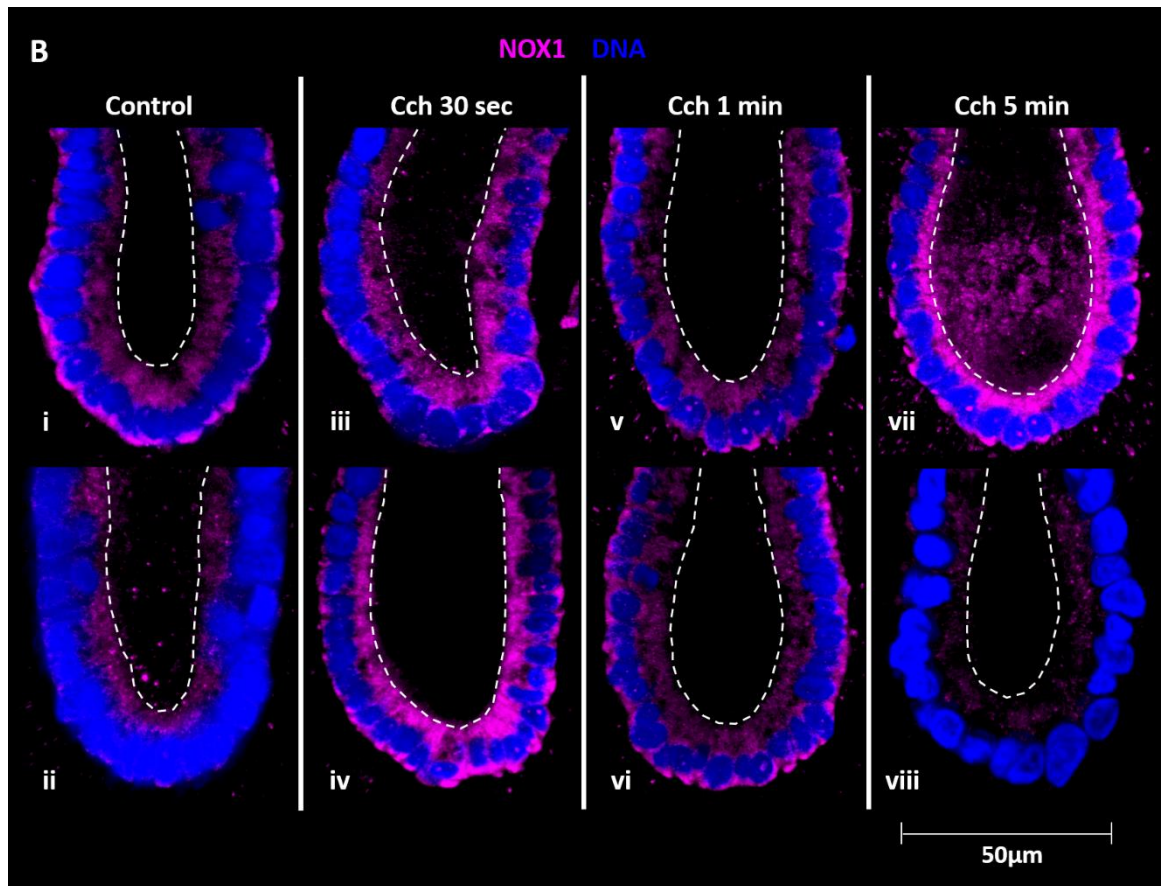 B
NOX1 DNA
Control
Cch 30 sec
Cch 1 min
Cch 5 min
i
iii
v
vii
ii
iv
vi
viii
50µm